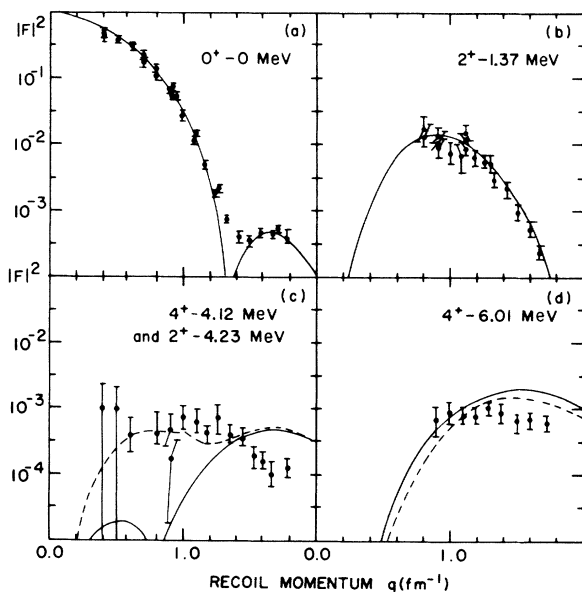 |F|²
(a)
0⁺-0 MeV
10⁻¹
10⁻²
10⁻³
(b)
2⁺-1.37 MeV
|F|²
(c)
4⁺-4.12 MeV
and 2⁺-4.23 MeV
10⁻²
10⁻³
10⁻⁴
(d)
4⁺-6.01 MeV
0.0 1.0 0.0 1.0
RECOIL MOMENTUM q(fm⁻¹)